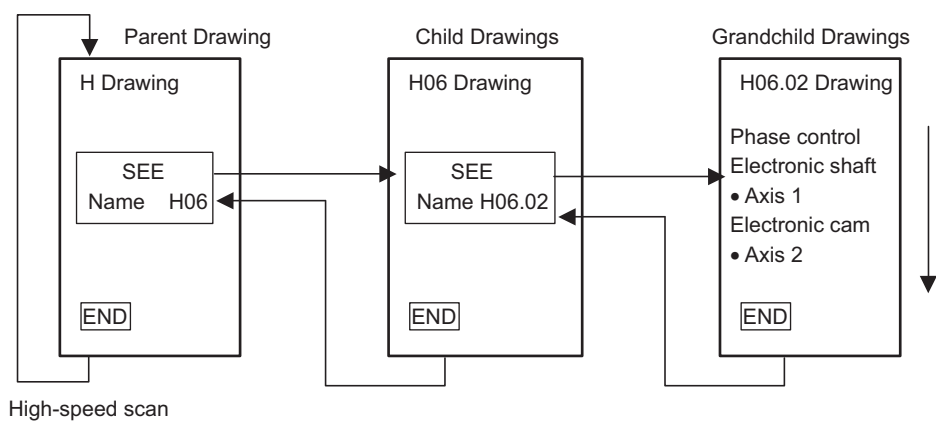 Parent Drawing
Child Drawings
Grandchild Drawings
H Drawing
SEE
Name H06
END
H06 Drawing
SEE
Name H06.02
END
H06.02 Drawing
Phase control
Electronic shaft
• Axis 1
Electronic cam
• Axis 2
END
High-speed scan